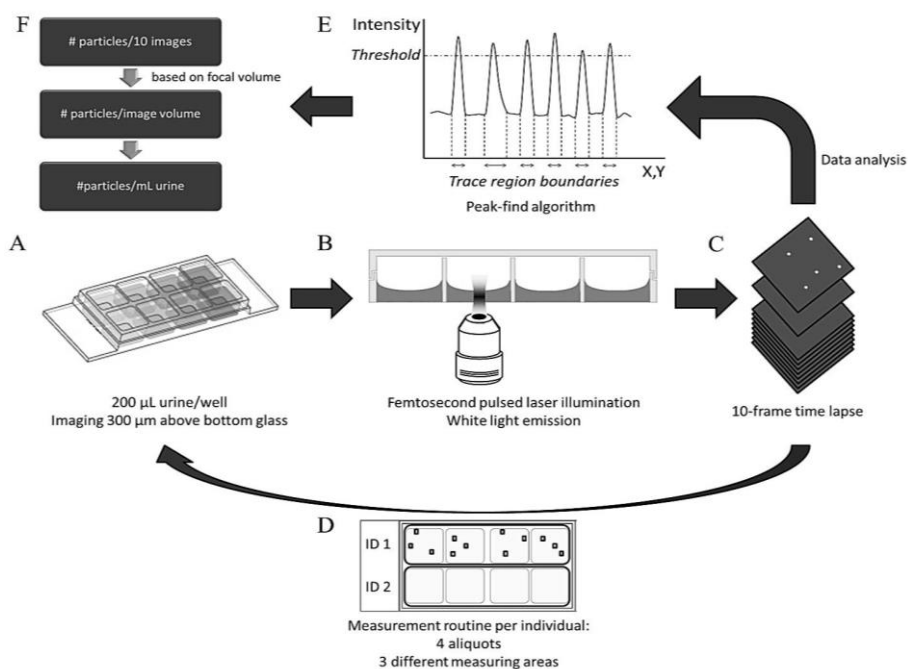 F
# particles/10 images
based on focal volume
# particles/image volume
#particles/mL urine
E
Intensity
Threshold
X,Y
Trace region boundaries
Peak-find algorithm
Data analysis
A
200 µL urine/well
Imaging 300 µm above bottom glass
B
Femtosecond pulsed laser illumination
White light emission
C
10-frame time lapse
D
ID 1
ID 2
Measurement routine per individual:
4 aliquots
3 different measuring areas